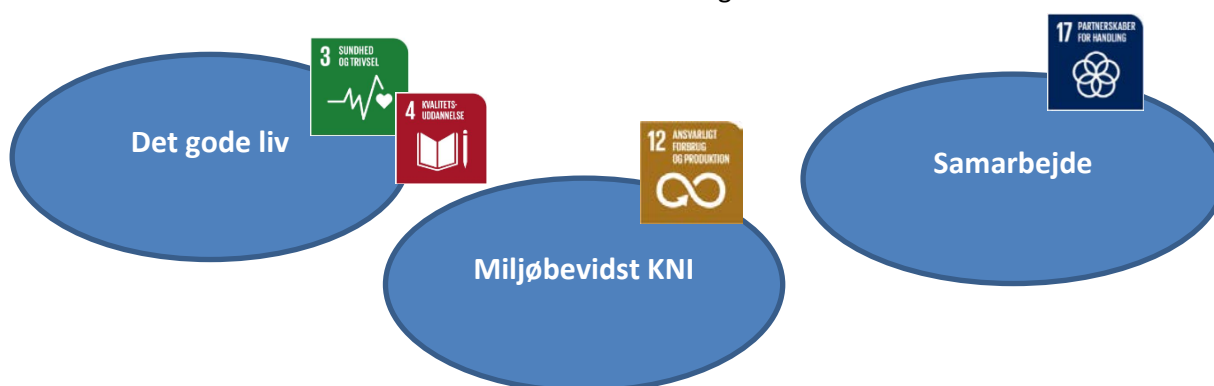 g
3 SUNDHED
OG TRIVSEL
4 KVALITETS-
UDDANNELSE
Det gode liv
12 ANSVARLIGT
FORBRUG
OG PRODUKTION
Miljøbevidst KNI
17 PARTNERSKABER
FOR HANDLING
Samarbejde